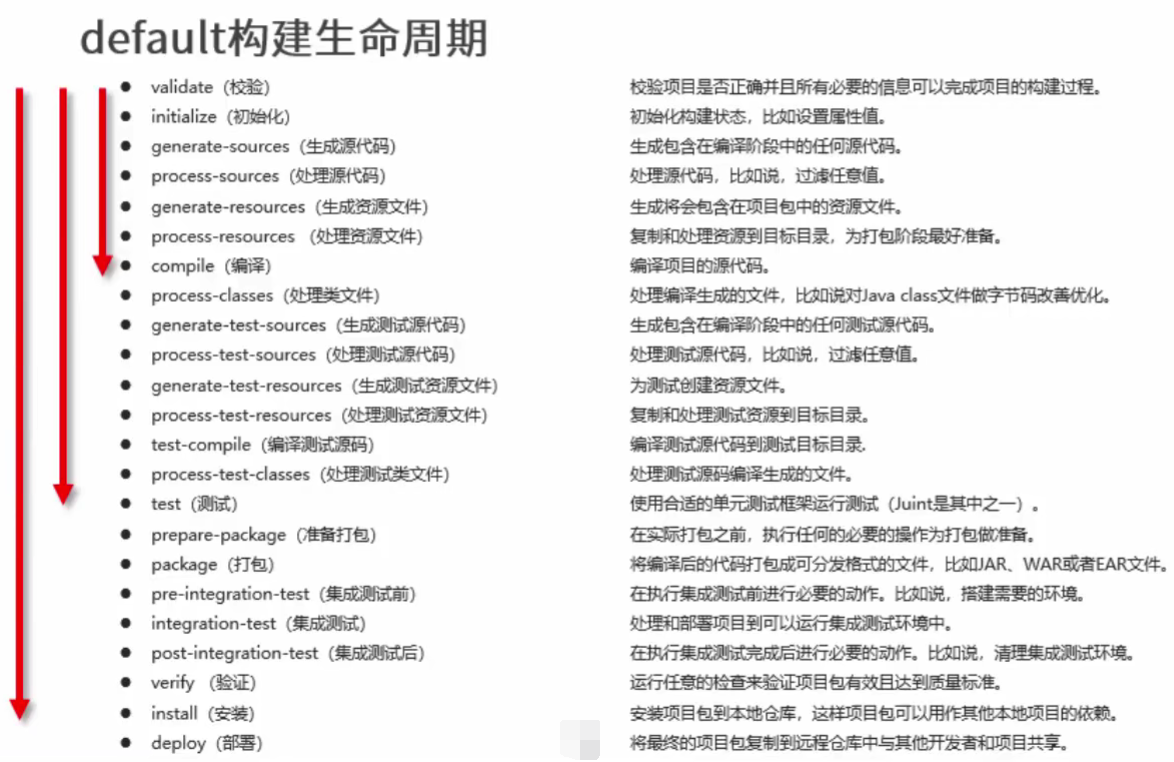 default构建生命周期
validate（校验） 校验项目是否正确并且所有必要的信息可以完成项目的构建过程。
initialize（初始化） 初始化构建状态，比如设置属性值。
generate-sources（生成源代码） 生成包含在编译阶段中的任何源代码。
process-sources（处理源代码） 处理源代码，比如说，过滤任意值。
generate-resources（生成资源文件） 生成将会包含在项目包中的资源文件。
process-resources （处理资源文件） 复制和处理资源到目标目录，为打包阶段最好准备。
compile（编译） 编译项目的源代码。
process-classes（处理类文件） 处理编译生成的文件，比如说对Java class文件做字节码改善优化。
generate-test-sources（生成测试源代码） 生成包含在编译阶段中的任何测试源代码。
process-test-sources（处理测试源代码） 处理测试源代码，比如说，过滤任意值。
generate-test-resources（生成测试资源文件） 为测试创建资源文件。
process-test-resources（处理测试资源文件） 复制和处理测试资源到目标目录。
test-compile（编译测试源码） 编译测试源代码到测试目标目录.
process-test-classes（处理测试类文件） 处理测试源码编译生成的文件。
test（测试） 使用合适的单元测试框架运行测试（Juint是其中之一）。
prepare-package（准备打包） 在实际打包之前，执行任何的必要的操作为打包做准备。
package（打包） 将编译后的代码打包成可分发格式的文件，比如JAR、WAR或者EAR文件。
pre-integration-test（集成测试前） 在执行集成测试前进行必要的动作。比如说，搭建需要的环境。
integration-test（集成测试） 处理和部署项目到可以运行集成测试环境中。
post-integration-test（集成测试后） 在执行集成测试完成后进行必要的动作。比如说，清理集成测试环境。
verify （验证） 运行任意的检查来验证项目包有效且达到质量标准。
install（安装） 安装项目包到本地仓库，这样项目包可以用作其他本地项目的依赖。
deploy（部署） 将最终的项目包复制到远程仓库中与其他开发者和项目共享。